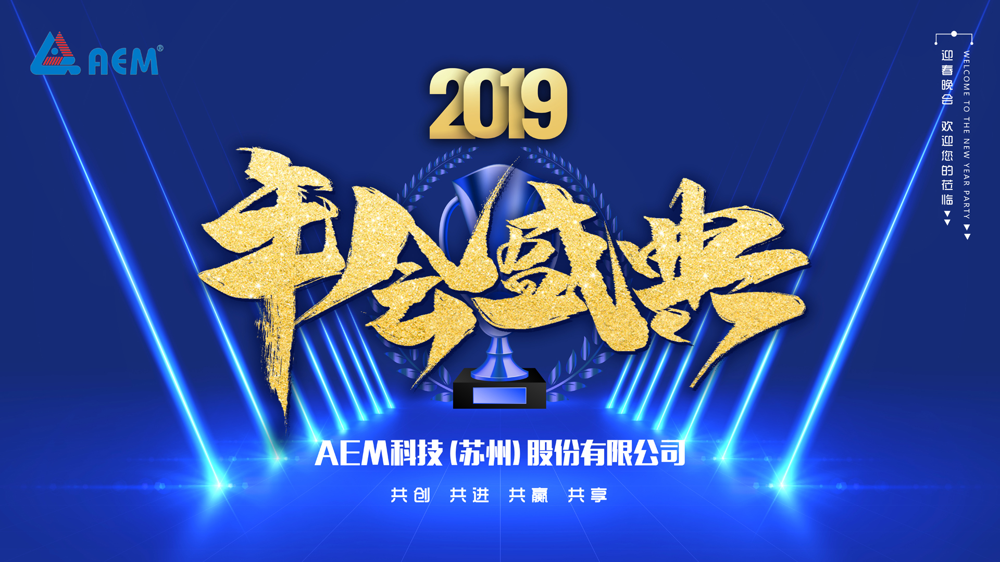 AEM®
2019
年会盛典
AEM科技(苏州)股份有限公司
共创 共进 共赢 共享
迎春晚会 欢迎您的莅临
WELCOME TO THE NEW YEAR PARTY